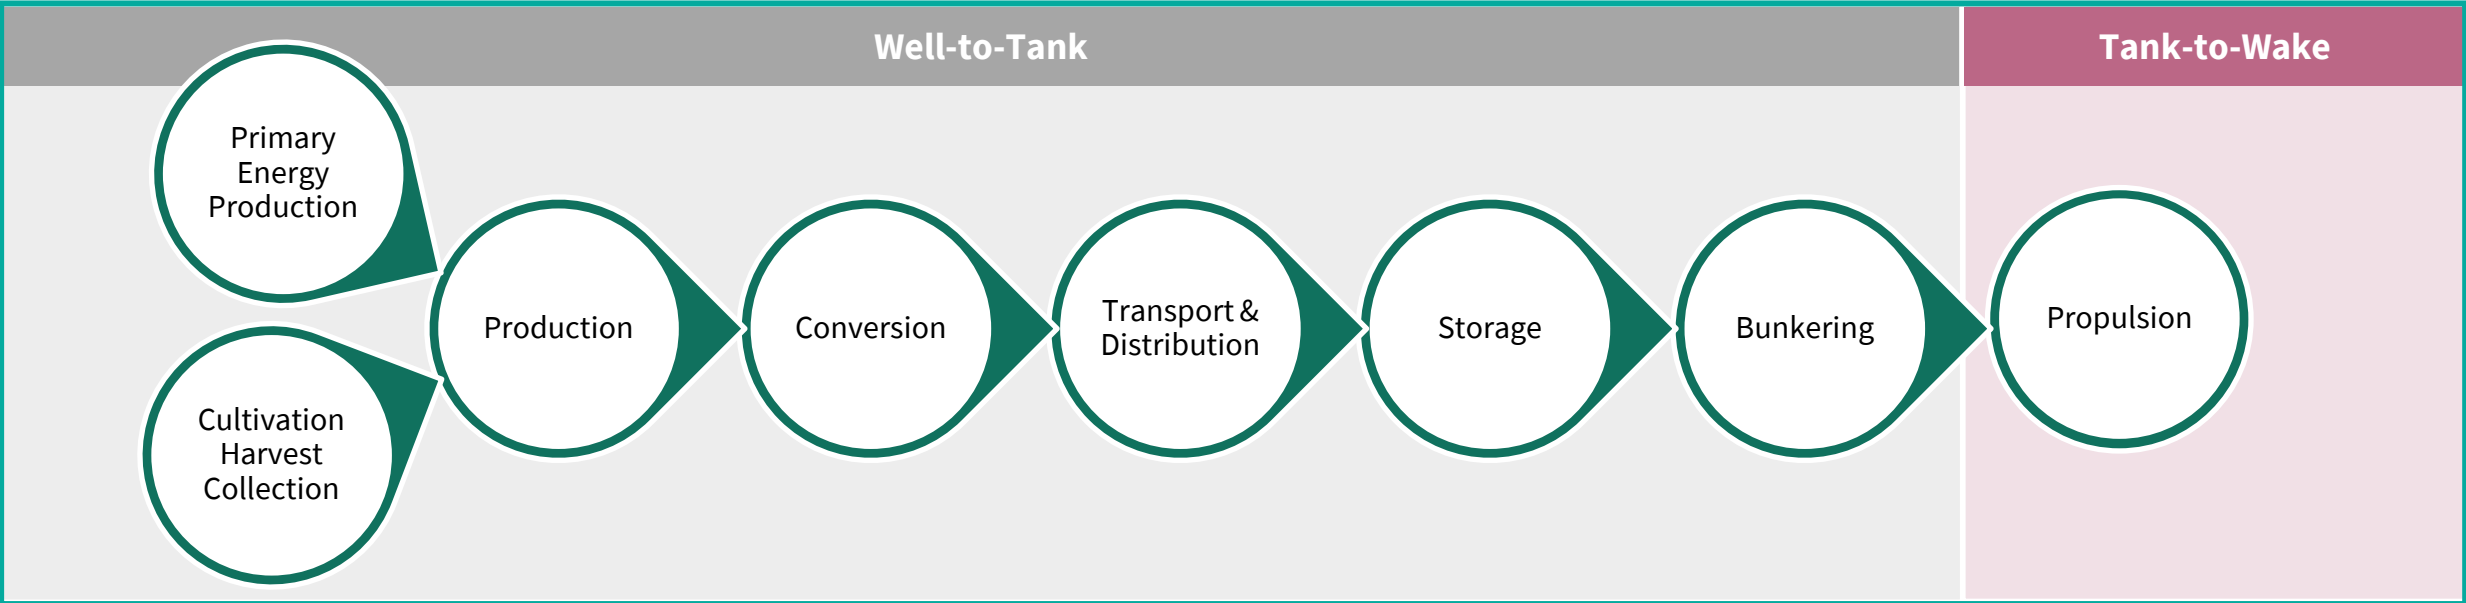 Well-to-Tank
Tank-to-Wake
Primary
Energy
Production
Cultivation
Harvest
Collection
Production
Conversion
Transport &
Distribution
Storage
Bunkering
Propulsion